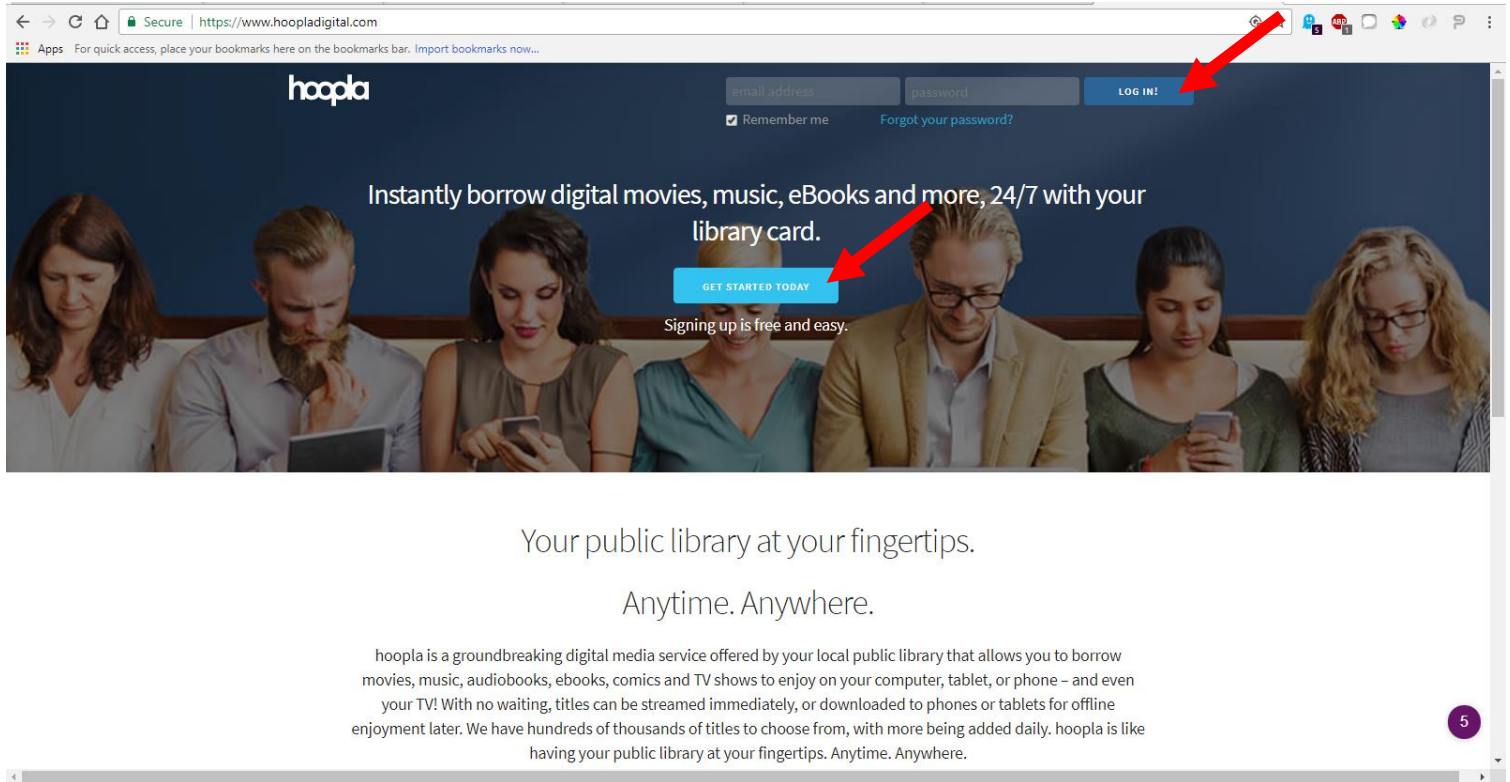 Secure | https://www.hoopladigital.com
5
ABP
1
Apps For quick access, place your bookmarks here on the bookmarks bar. Import bookmarks now...
hoopla
email address password LOG IN!
Remember me Forgot your password?
Instantly borrow digital movies, music, eBooks and more, 24/7 with your
library card.
GET STARTED TODAY
Signing up is free and easy.
Your public library at your fingertips.
Anytime. Anywhere.
hoopla is a groundbreaking digital media service offered by your local public library that allows you to borrow
movies, music, audiobooks, ebooks, comics and TV shows to enjoy on your computer, tablet, or phone – and even
your TV! With no waiting, titles can be streamed immediately, or downloaded to phones or tablets for offline
enjoyment later. We have hundreds of thousands of titles to choose from, with more being added daily. hoopla is like
having your public library at your fingertips. Anytime. Anywhere.
5